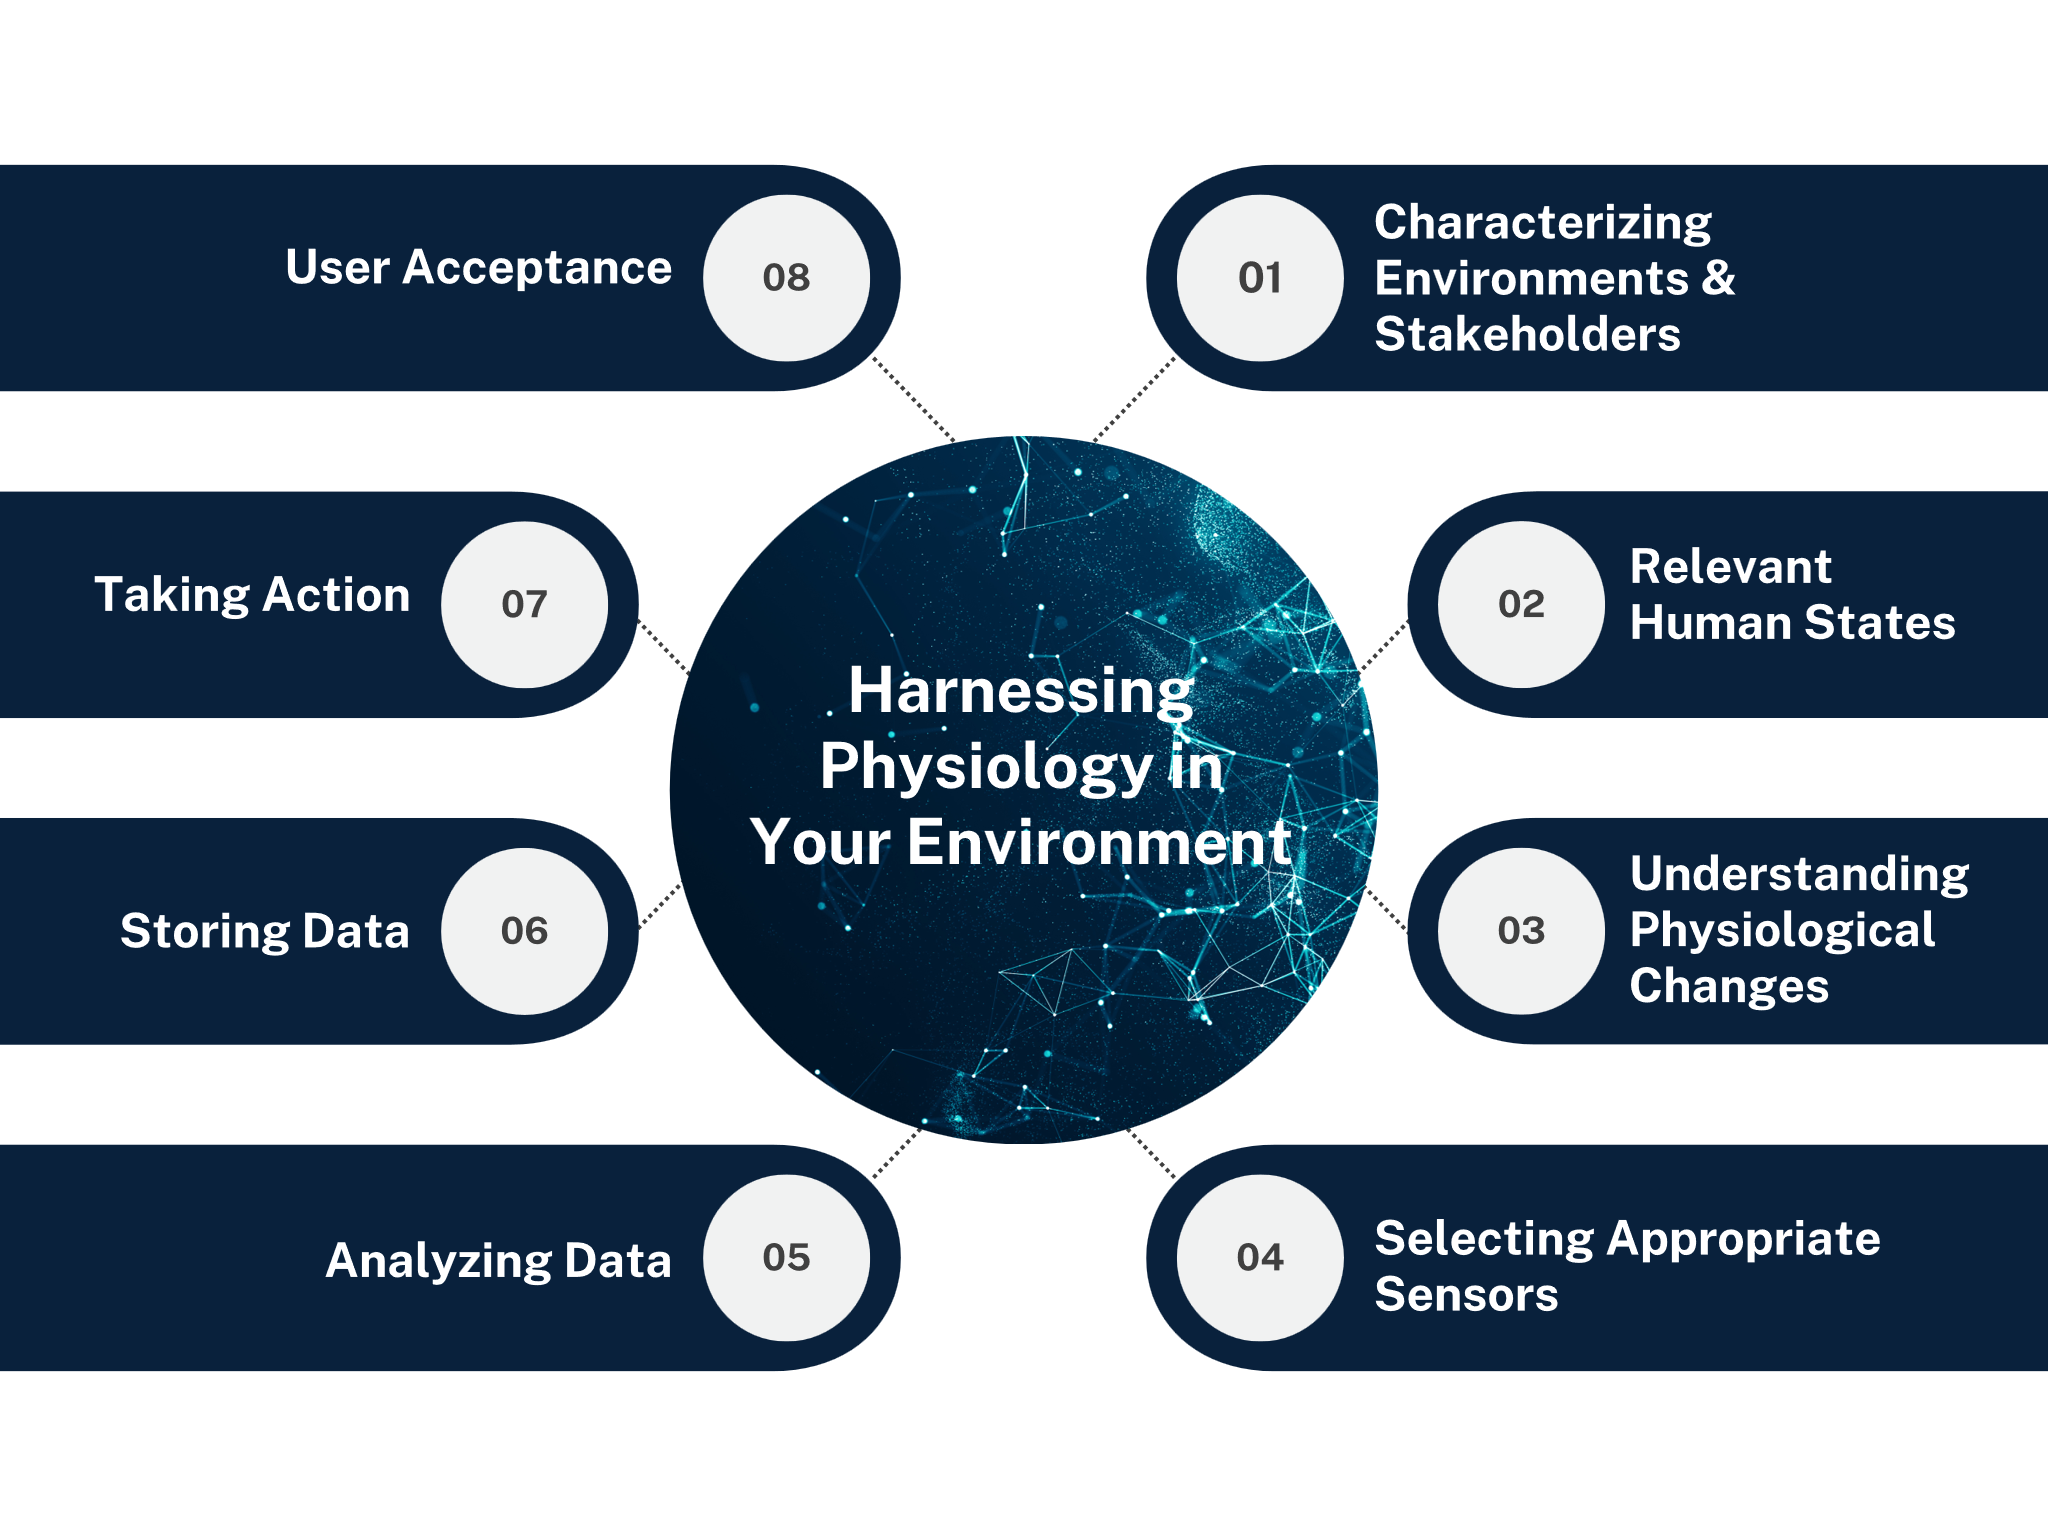 Harnessing
Physiology in
Your Environment
01
Characterizing
Environments &
Stakeholders
02
Relevant
Human States
03
Understanding
Physiological
Changes
04
Selecting Appropriate
Sensors
05
Analyzing Data
06
Storing Data
07
Taking Action
08
User Acceptance